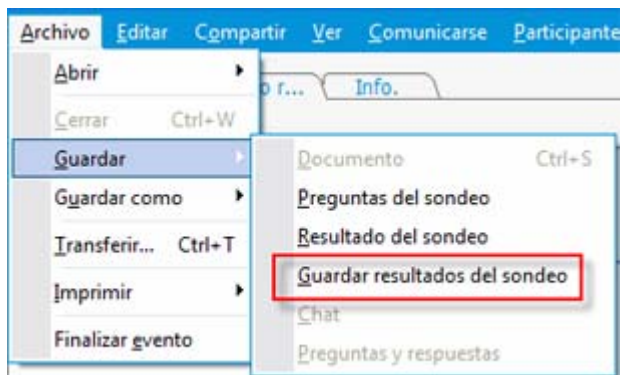 Archivo Editar Compartir Ver Comunicarse Participante
Abrir
o r... Info.
Cerrar Ctrl+W
Guardar
Documento Ctrl+S
Guardar como
Preguntas del sondeo
Transferir... Ctrl+T
Resultado del sondeo
Imprimir
Guardar resultados del sondeo
Chat
Finalizar evento
Preguntas y respuestas